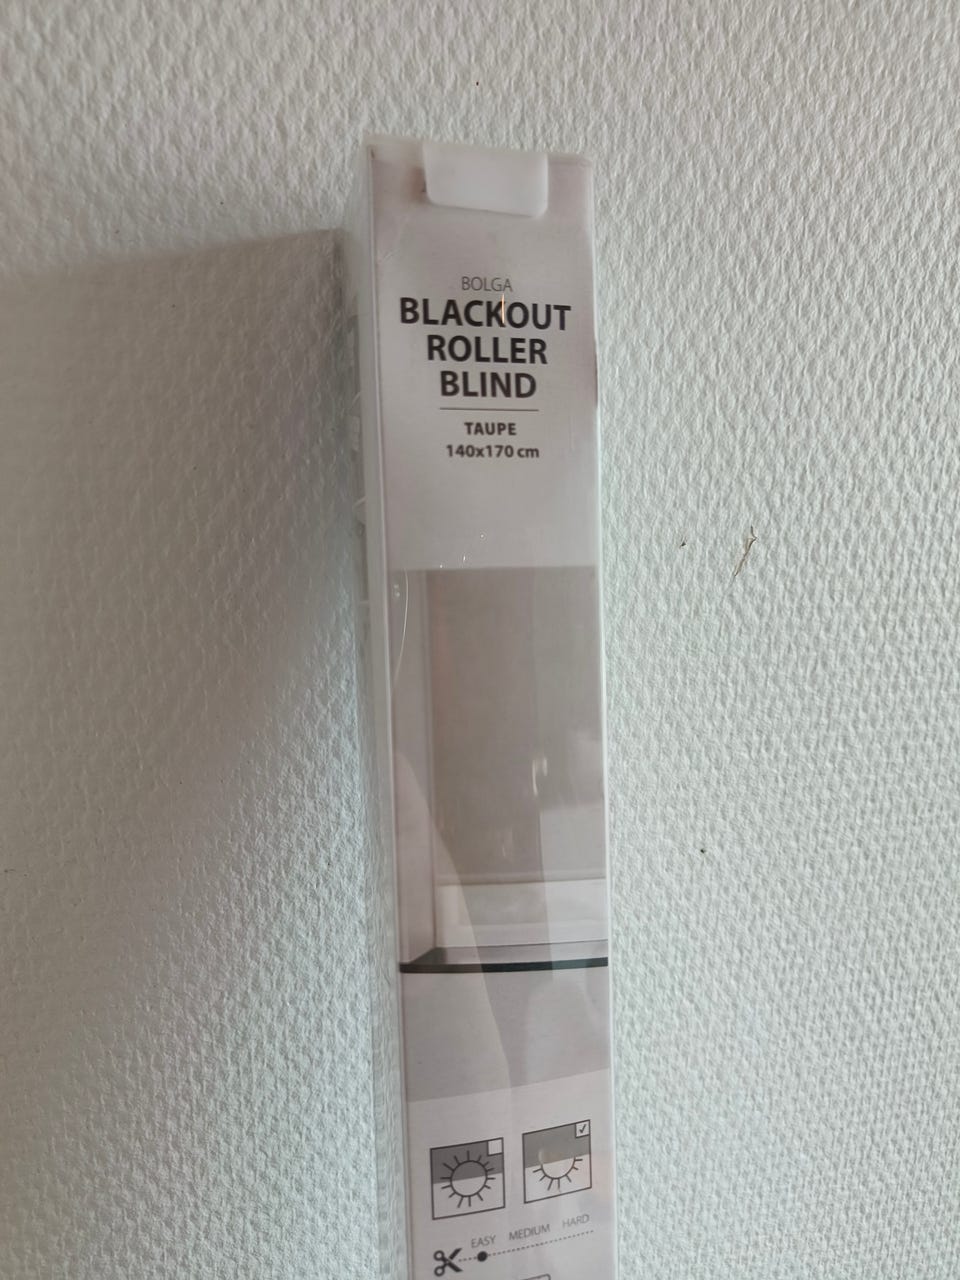 BOLGA
BLACKOUT
ROLLER
BLIND
TAUPE
140x170 cm
EASY MEDIUM HARD